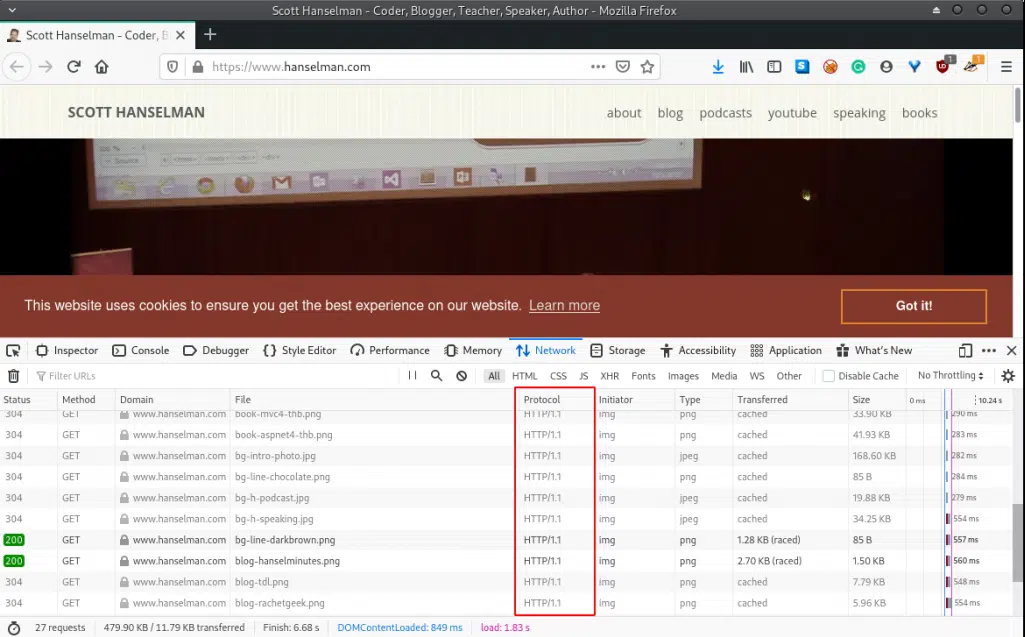 Scott Hanselman - Coder, Blogger, Teacher, Speaker, Author - Mozilla Firefox
Scott Hanselman - Coder, B
https://www.hanselman.com
SCOTT HANSELMAN about blog podcasts youtube speaking books
This website uses cookies to ensure you get the best experience on our website. Learn more Got it!
Inspector Console Debugger Style Editor Performance Memory Network Storage Accessibility Application What's New
Filter URLs All HTML CSS JS XHR Fonts Images Media WS Other Disable Cache No Throttling
Status Method Domain File Protocol Initiator Type Transferred Size 0 ms 10.24 s
304 GET www.hanselman.com book-mvc4-thb.png HTTP/1.1 img png cached 33.90 KB 290 ms
304 GET www.hanselman.com book-aspnet4-thb.png HTTP/1.1 img png cached 41.93 KB 283 ms
304 GET www.hanselman.com bg-intro-photo.jpg HTTP/1.1 img jpeg cached 168.60 KB 282 ms
304 GET www.hanselman.com bg-line-chocolate.png HTTP/1.1 img png cached 85 B 284 ms
304 GET www.hanselman.com bg-h-podcast.jpg HTTP/1.1 img jpeg cached 19.88 KB 279 ms
304 GET www.hanselman.com bg-h-speaking.jpg HTTP/1.1 img jpeg cached 34.25 KB 554 ms
200 GET www.hanselman.com bg-line-darkbrown.png HTTP/1.1 img png 1.28 KB (raced) 85 B 557 ms
200 GET www.hanselman.com blog-hanselminutes.png HTTP/1.1 img png 2.70 KB (raced) 1.50 KB 560 ms
304 GET www.hanselman.com blog-tdl.png HTTP/1.1 img png cached 7.79 KB 548 ms
304 GET www.hanselman.com blog-rachetgeek.png HTTP/1.1 img png cached 5.96 KB 554 ms
27 requests 479.90 KB / 11.79 KB transferred Finish: 6.68 s DOMContentLoaded: 849 ms load: 1.83 s